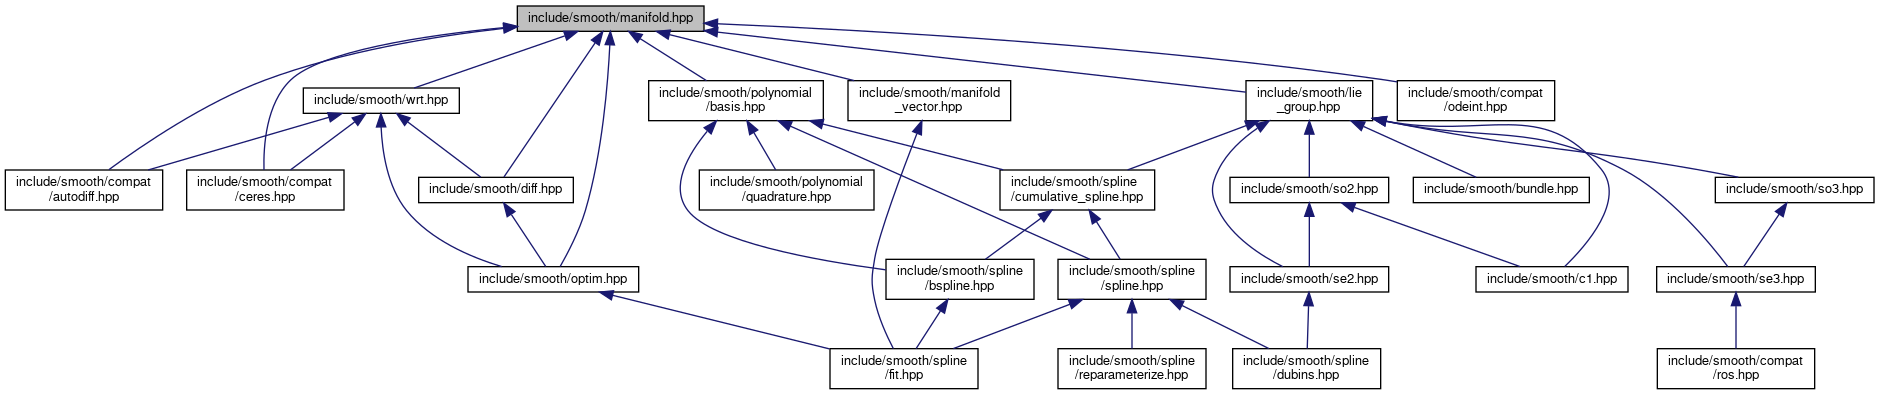 include/smooth/manifold.hpp
include/smooth/wrt.hpp
include/smooth/polynomial
/basis.hpp
include/smooth/manifold
_vector.hpp
include/smooth/lie
_group.hpp
include/smooth/compat
/odeint.hpp
include/smooth/compat
/autodiff.hpp
include/smooth/compat
/ceres.hpp
include/smooth/diff.hpp
include/smooth/polynomial
/quadrature.hpp
include/smooth/spline
/cumulative_spline.hpp
include/smooth/so2.hpp
include/smooth/bundle.hpp
include/smooth/so3.hpp
include/smooth/optim.hpp
include/smooth/spline
/bspline.hpp
include/smooth/spline
/spline.hpp
include/smooth/se2.hpp
include/smooth/c1.hpp
include/smooth/se3.hpp
include/smooth/spline
/fit.hpp
include/smooth/spline
/reparameterize.hpp
include/smooth/spline
/dubins.hpp
include/smooth/compat
/ros.hpp